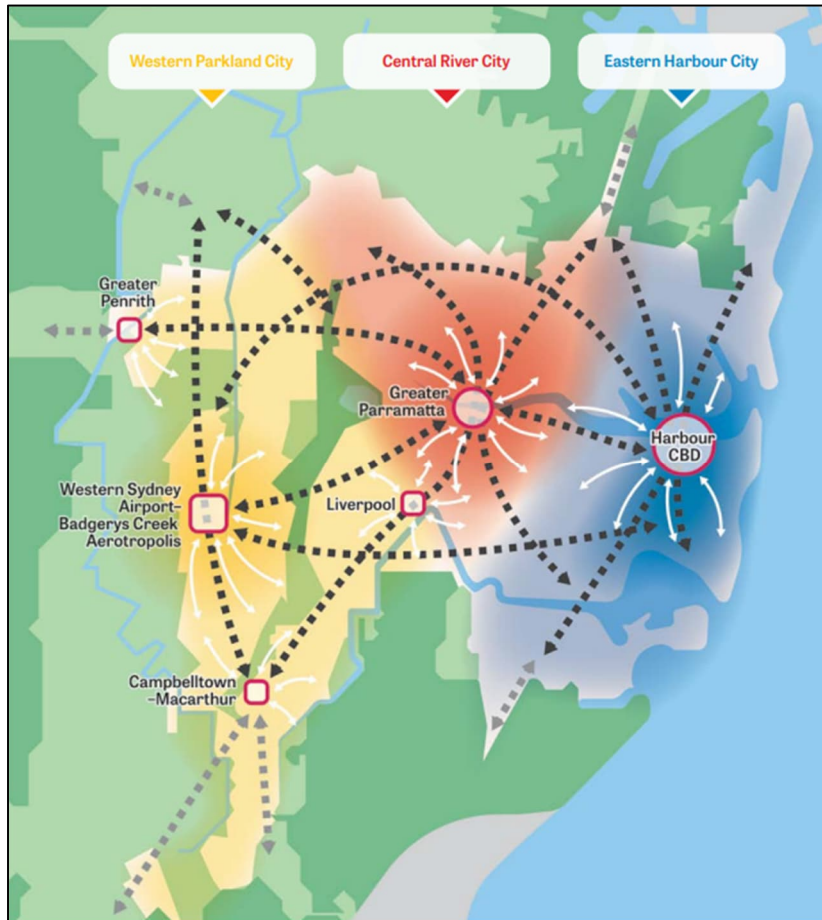 Western Parkland City
Central River City
Eastern Harbour City
Greater
Penrith
Greater
Parramatta
Harbour
CBD
Western Sydney
Airport–
Badgerys Creek
Aerotropolis
Liverpool
Campbelltown
–Macarthur